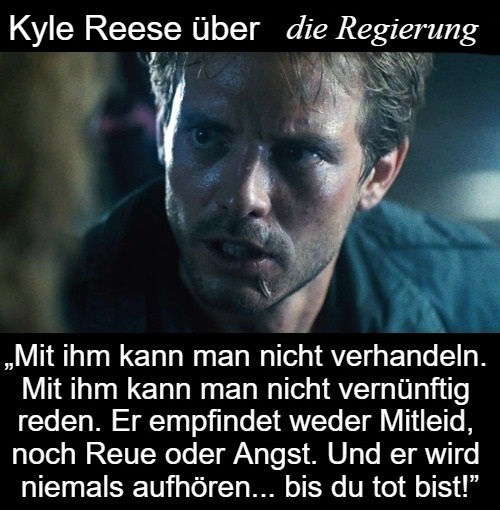 Kyle Reese über die Regierung
„Mit ihm kann man nicht verhandeln.
Mit ihm kann man nicht vernünftig
reden. Er empfindet weder Mitleid,
noch Reue oder Angst. Und er wird
niemals aufhören... bis du tot bist!”